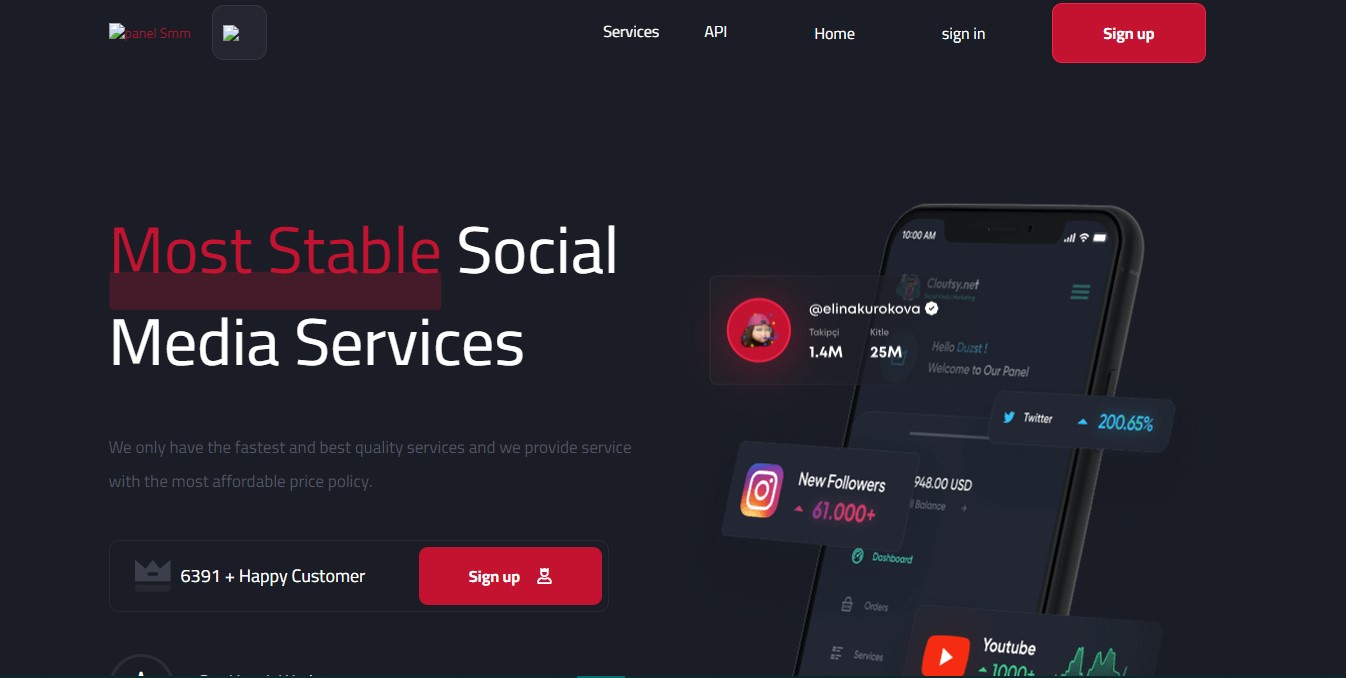 panel Smm
Services
API
Home
sign in
Sign up
Most Stable Social
Media Services
We only have the fastest and best quality services and we provide service
with the most affordable price policy.
6391 + Happy Customer
Sign up
10:00 AM
Cloutsy.net
@elinakurokova
Takipçi
Kitle
1.4M
25M
Hello Duzst !
Welcome to Our Panel
Twitter
200.65%
New Followers
61.000+
948.00 USD
Balance
Dashboard
Orders
Services
Youtube
1000+